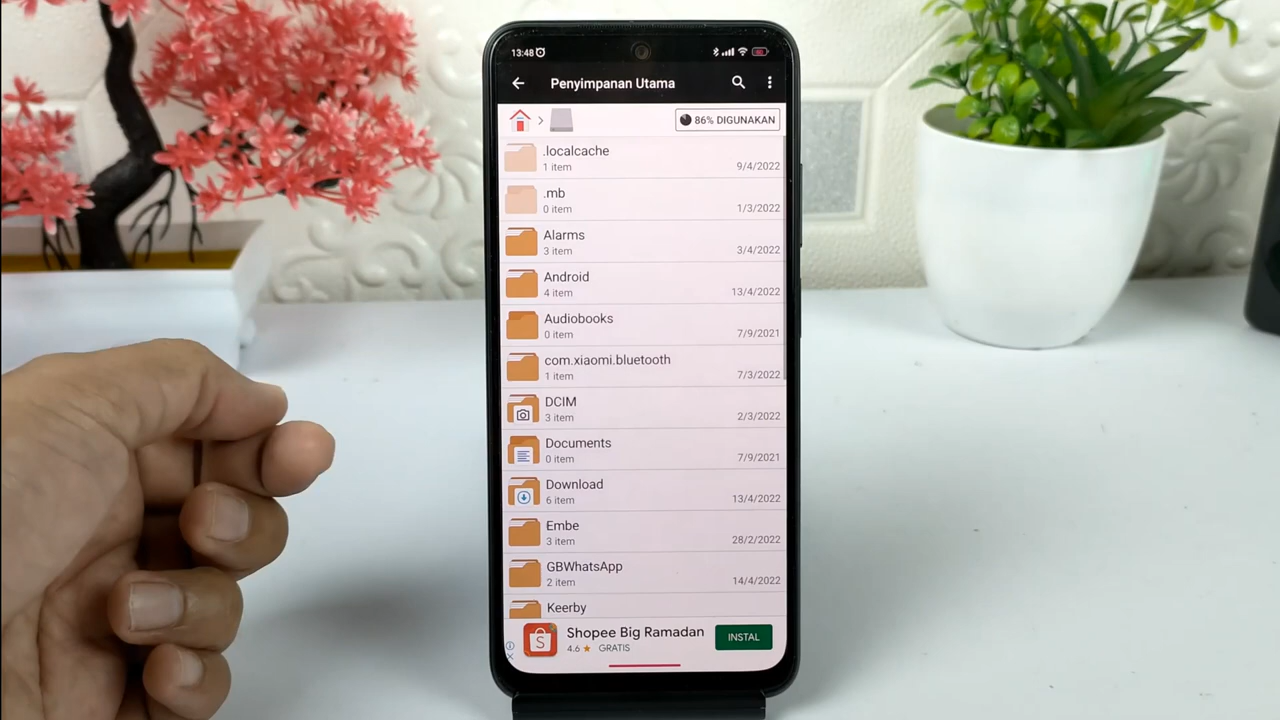 13:48
Penyimpanan Utama
86% DIGUNAKAN
.localcache
1 item
9/4/2022
.mb
0 item
1/3/2022
Alarms
3 item
3/4/2022
Android
4 item
13/4/2022
Audiobooks
0 item
7/9/2021
com.xiaomi.bluetooth
1 item
7/3/2022
DCIM
3 item
2/3/2022
Documents
0 item
7/9/2021
Download
6 item
13/4/2022
Embe
3 item
28/2/2022
GBWhatsApp
2 item
14/4/2022
Keerby
Shopee Big Ramadan
4.6 ★ GRATIS
INSTAL